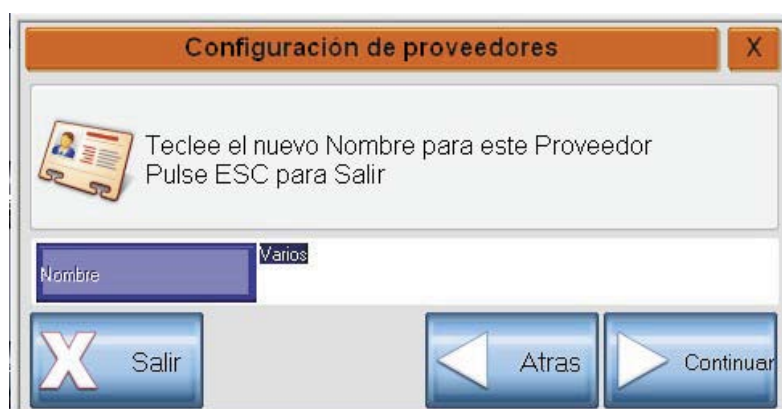 Configuración de proveedores X
Teclee el nuevo Nombre para este Proveedor
Pulse ESC para Salir
Nombre Varios
Salir Atras Continuar